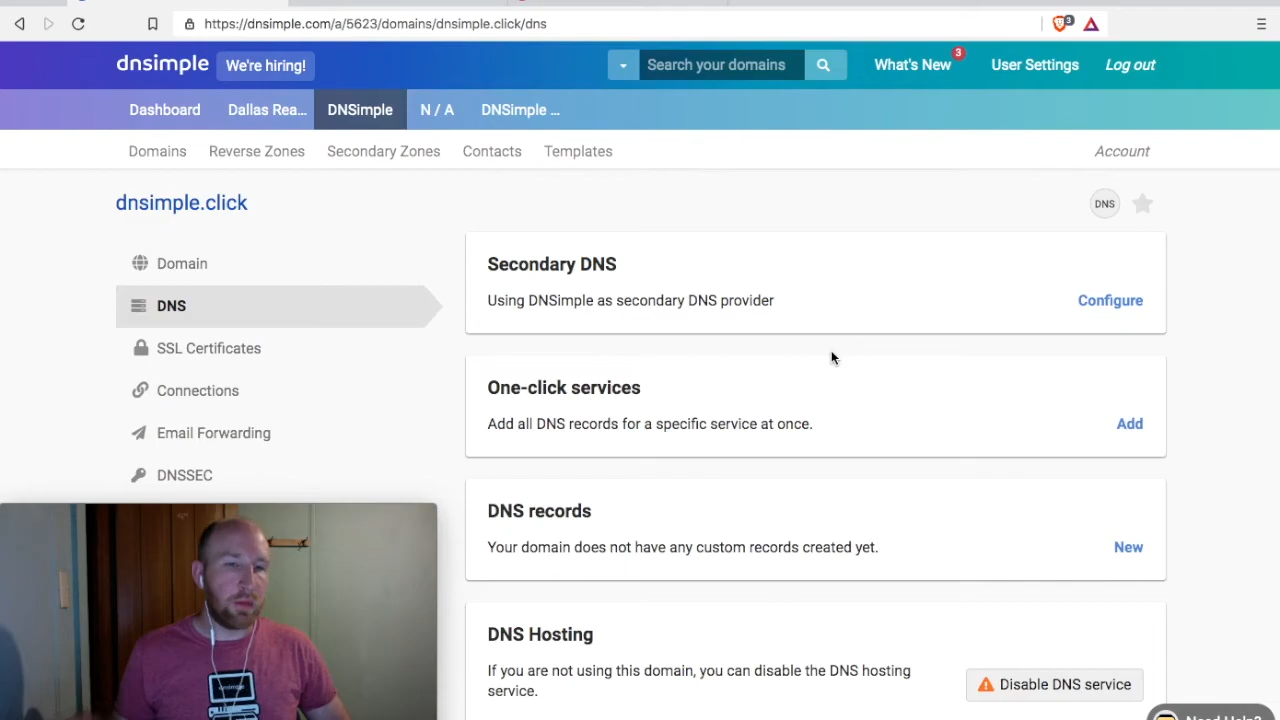 https://dnsimple.com/a/5623/domains/dnsimple.click/dns
3
dnsimple
We're hiring!
Search your domains
What's New
3
User Settings
Log out
Dashboard
Dallas Rea...
DNSimple
N / A
DNSimple ...
Domains
Reverse Zones
Secondary Zones
Contacts
Templates
Account
dnsimple.click
DNS
Domain
DNS
SSL Certificates
Connections
Email Forwarding
DNSSEC
Secondary DNS
Using DNSimple as secondary DNS provider
Configure
One-click services
Add all DNS records for a specific service at once.
Add
DNS records
Your domain does not have any custom records created yet.
New
DNS Hosting
If you are not using this domain, you can disable the DNS hosting
service.
Disable DNS service
Need Help?
dnsimple